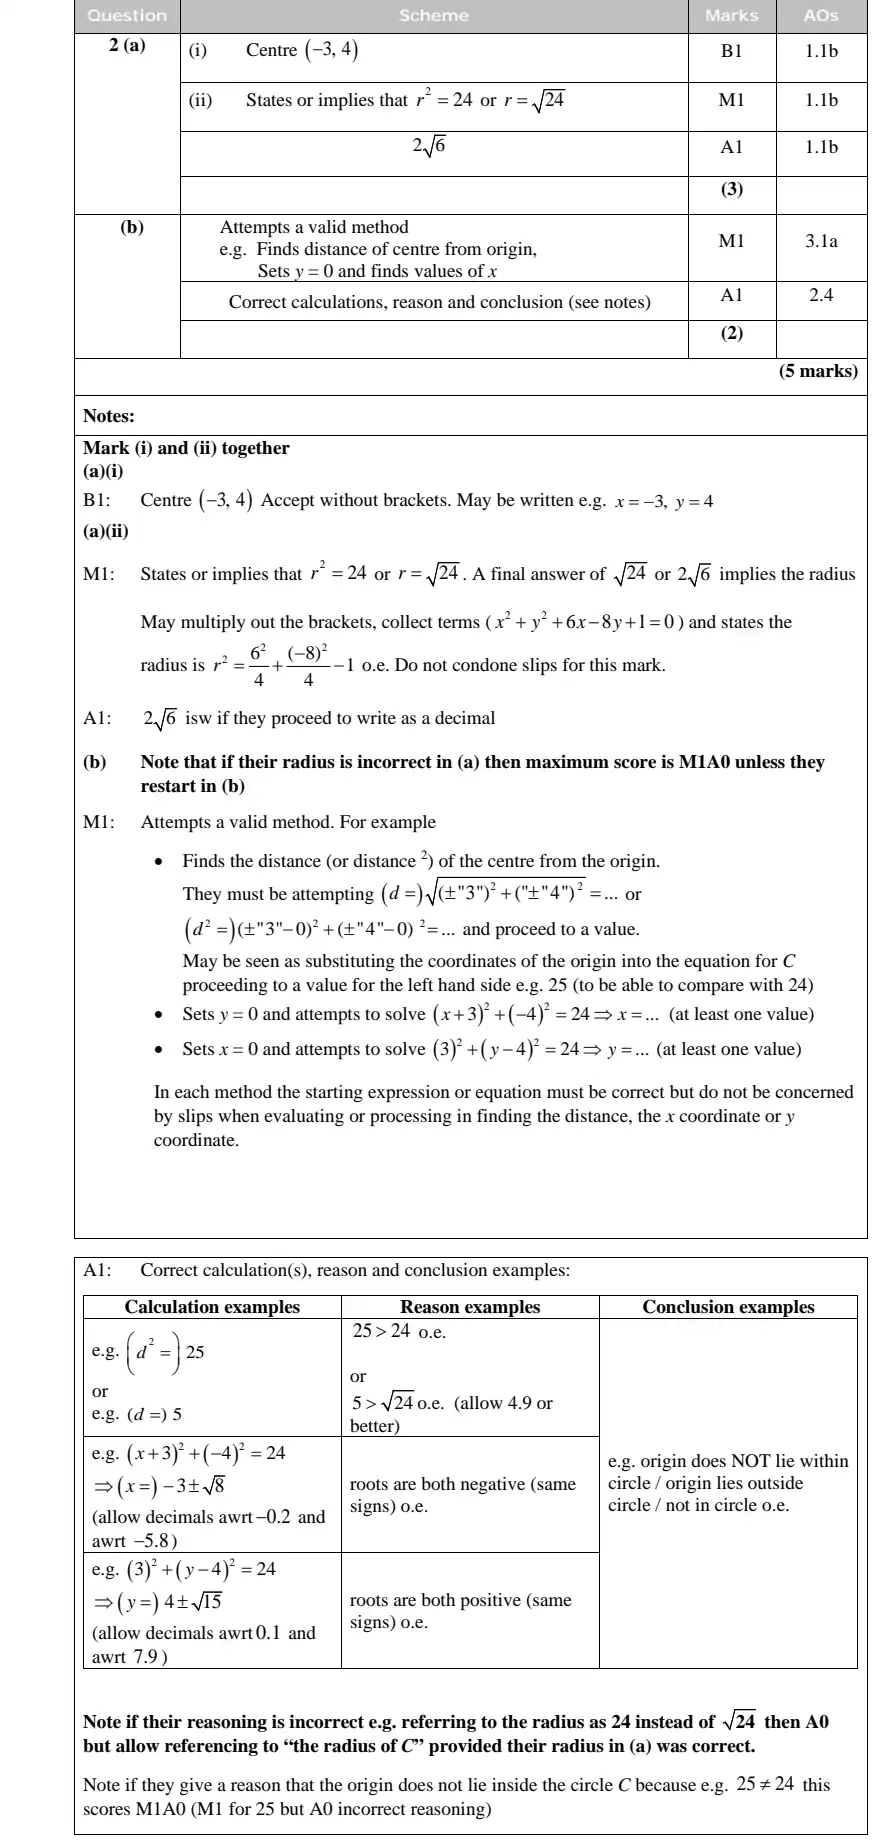 Question Scheme Marks AOs
2 (a) (i) Centre (−3, 4) B1 1.1b
(ii) States or implies that r² = 24 or r = √24 M1 1.1b
2√6 A1 1.1b
(3)
(b) Attempts a valid method
e.g. Finds distance of centre from origin, M1 3.1a
Sets y = 0 and finds values of x
Correct calculations, reason and conclusion (see notes) A1 2.4
(2)
(5 marks)
Notes:
Mark (i) and (ii) together
(a)(i)
B1: Centre (−3, 4) Accept without brackets. May be written e.g. x = −3, y = 4
(a)(ii)
M1: States or implies that r² = 24 or r = √24. A final answer of √24 or 2√6 implies the radius
May multiply out the brackets, collect terms ( x² + y² + 6x − 8y + 1 = 0 ) and states the
radius is r² = 6²/4 + (−8)²/4 − 1 o.e. Do not condone slips for this mark.
A1: 2√6 isw if they proceed to write as a decimal
(b) Note that if their radius is incorrect in (a) then maximum score is M1A0 unless they
restart in (b)
M1: Attempts a valid method. For example
• Finds the distance (or distance ²) of the centre from the origin.
They must be attempting (d =)√((±"3")² + ("±"4")²) = ... or
(d² =)(±"3"−0)² + (±"4"−0) ² = ... and proceed to a value.
May be seen as substituting the coordinates of the origin into the equation for C
proceeding to a value for the left hand side e.g. 25 (to be able to compare with 24)
• Sets y = 0 and attempts to solve (x+3)² + (−4)² = 24 ⇒ x = ... (at least one value)
• Sets x = 0 and attempts to solve (3)² + (y−4)² = 24 ⇒ y = ... (at least one value)
In each method the starting expression or equation must be correct but do not be concerned
by slips when evaluating or processing in finding the distance, the x coordinate or y
coordinate.
A1: Correct calculation(s), reason and conclusion examples:
Calculation examples Reason examples Conclusion examples
e.g. (d² =) 25
or
e.g. (d =) 5
25 > 24 o.e.
or
5 > √24 o.e. (allow 4.9 or
better)
e.g. (x+3)² + (−4)² = 24
⇒ (x =) −3 ± √8
(allow decimals awrt −0.2 and
awrt −5.8 )
roots are both negative (same
signs) o.e.
e.g. (3)² + (y−4)² = 24
⇒ (y =) 4 ± √15
(allow decimals awrt 0.1 and
awrt 7.9 )
roots are both positive (same
signs) o.e.
e.g. origin does NOT lie within
circle / origin lies outside
circle / not in circle o.e.
Note if their reasoning is incorrect e.g. referring to the radius as 24 instead of √24 then A0
but allow referencing to “the radius of C” provided their radius in (a) was correct.
Note if they give a reason that the origin does not lie inside the circle C because e.g. 25 ≠ 24 this
scores M1A0 (M1 for 25 but A0 incorrect reasoning)